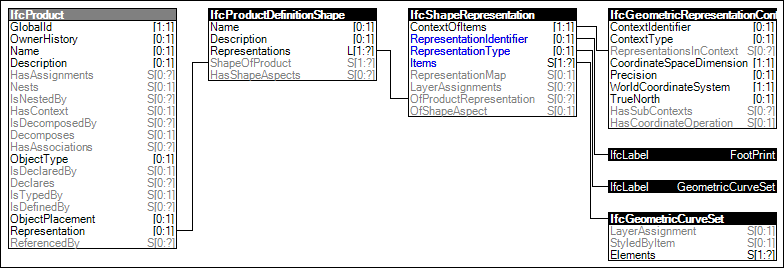 IfcProduct
GlobalId [1:1]
OwnerHistory [0:1]
Name [0:1]
Description [0:1]
HasAssignments S[0:?]
Nests S[0:1]
IsNestedBy S[0:?]
HasContext S[0:1]
IsDecomposedBy S[0:?]
Decomposes S[0:1]
HasAssociations S[0:?]
ObjectType [0:1]
IsDeclaredBy S[0:1]
Declares S[0:?]
IsTypedBy S[0:1]
IsDefinedBy S[0:?]
ObjectPlacement [0:1]
Representation [0:1]
ReferencedBy S[0:?]
IfcProductDefinitionShape
Name [0:1]
Description [0:1]
Representations L[1:?]
ShapeOfProduct S[1:?]
HasShapeAspects S[0:?]
IfcShapeRepresentation
ContextOfItems [1:1]
RepresentationIdentifier [0:1]
RepresentationType [0:1]
Items S[1:?]
RepresentationMap S[0:1]
LayerAssignments S[0:?]
OfProductRepresentation S[0:?]
OfShapeAspect S[0:1]
IfcGeometricRepresentationCon
ContextIdentifier [0:1]
ContextType [0:1]
RepresentationsInContext S[0:?]
CoordinateSpaceDimension [1:1]
Precision [0:1]
WorldCoordinateSystem [1:1]
TrueNorth [0:1]
HasSubContexts S[0:?]
HasCoordinateOperation S[0:1]
IfcLabel FootPrint
IfcLabel GeometricCurveSet
IfcGeometricCurveSet
LayerAssignment S[0:1]
StyledByItem S[0:1]
Elements S[1:?]